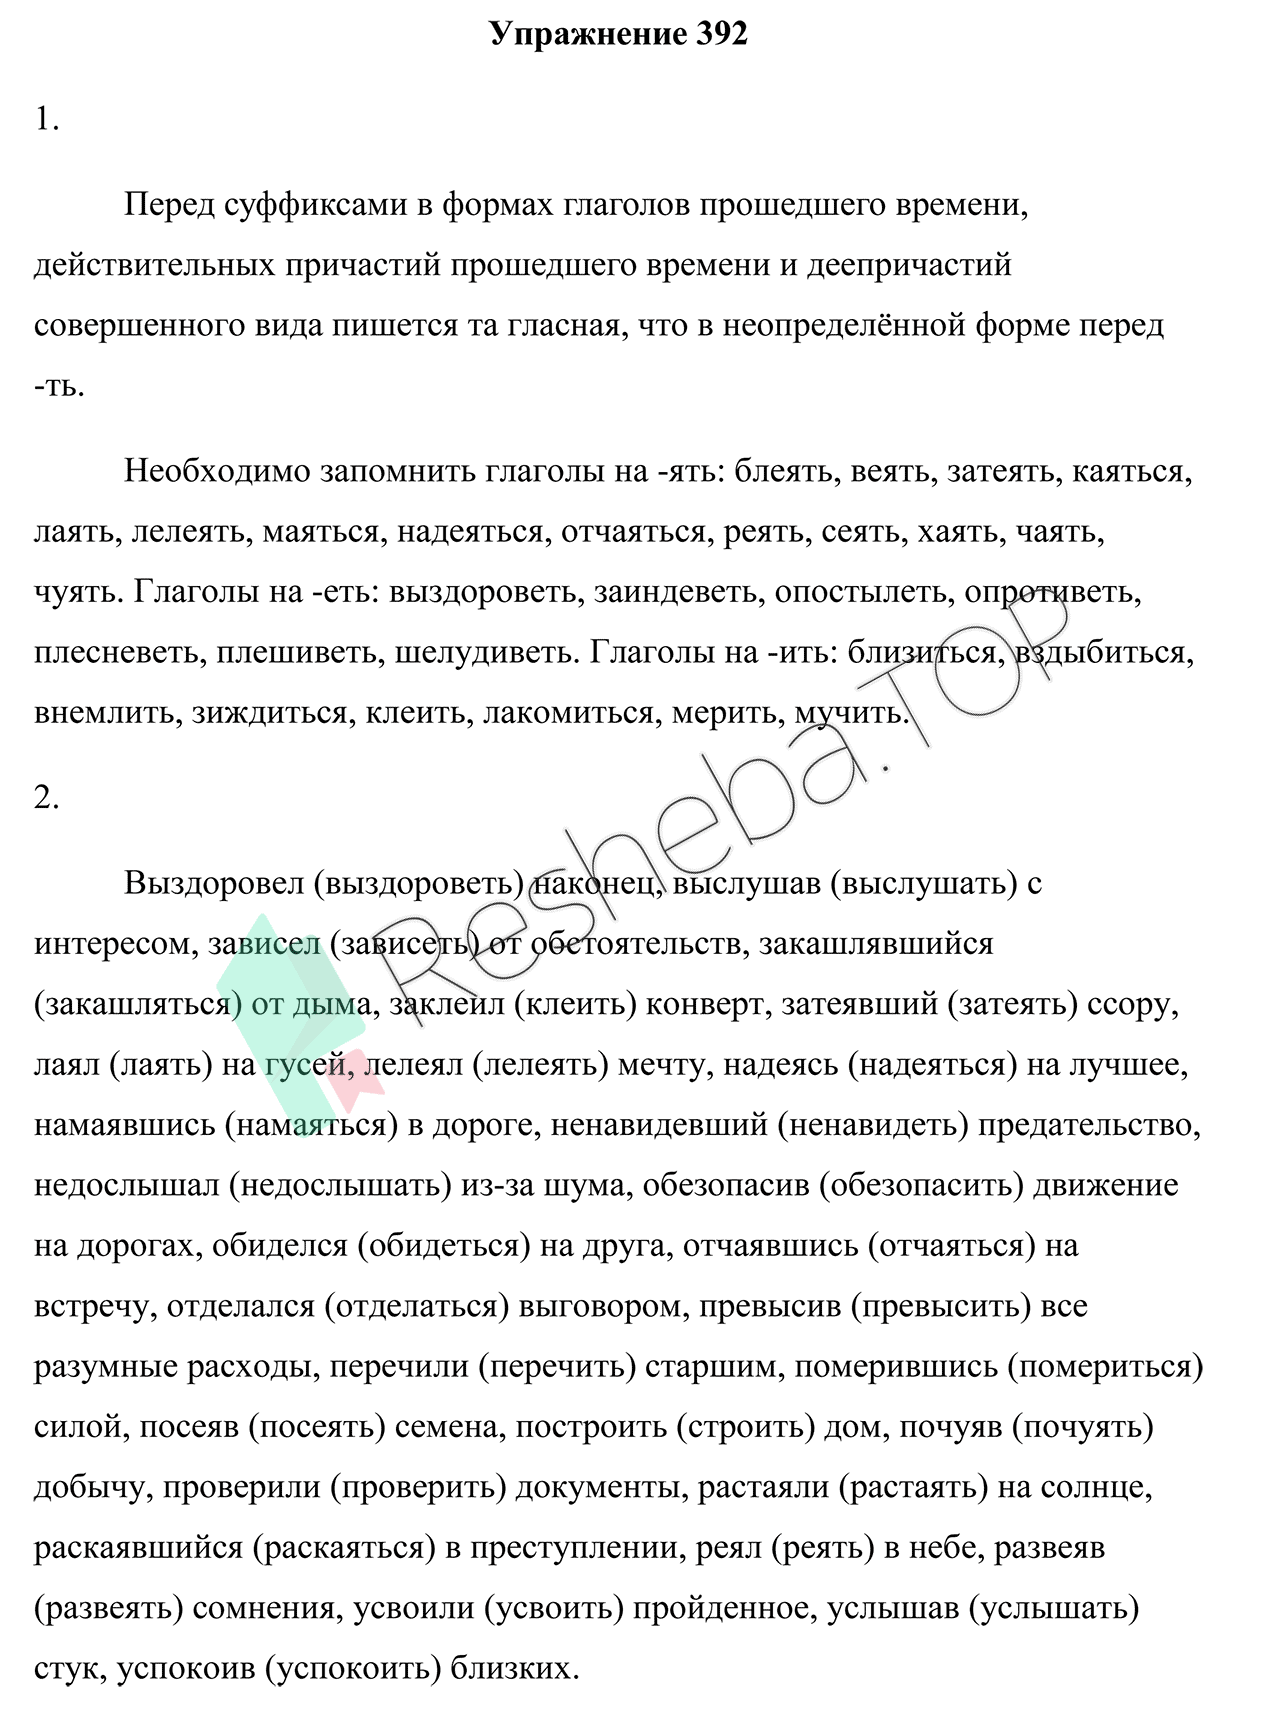 Упражнение 392
1.
Перед суффиксами в формах глаголов прошедшего времени,
действительных причастий прошедшего времени и деепричастий
совершенного вида пишется та гласная, что в неопределённой форме перед
-ть.
Необходимо запомнить глаголы на -ять: блеять, веять, затеять, каяться,
лаять, лелеять, маяться, надеяться, отчаяться, реять, сеять, хаять, чаять,
чуять. Глаголы на -еть: выздороветь, заиндеветь, опостылеть, опротиветь,
плесневеть, плешиветь, шелудиветь. Глаголы на -ить: близиться, вздыбиться,
внемлить, зиждиться, клеить, лакомиться, мерить, мучить.
2.
Выздоровел (выздороветь) наконец, выслушав (выслушать) с
интересом, зависел (зависеть) от обстоятельств, закашлявшийся
(закашляться) от дыма, заклеил (клеить) конверт, затеявший (затеять) ссору,
лаял (лаять) на гусей, лелеял (лелеять) мечту, надеясь (надеяться) на лучшее,
намаявшись (намаяться) в дороге, ненавидевший (ненавидеть) предательство,
недослышал (недослышать) из-за шума, обезопасив (обезопасить) движение
на дорогах, обиделся (обидеться) на друга, отчаявшись (отчаяться) на
встречу, отделался (отделаться) выговором, превысив (превысить) все
разумные расходы, перечили (перечить) старшим, померившись (помериться)
силой, посеяв (посеять) семена, построить (строить) дом, почуяв (почуять)
добычу, проверили (проверить) документы, растаяли (растаять) на солнце,
раскаявшийся (раскаяться) в преступлении, реял (реять) в небе, развеяв
(развеять) сомнения, усвоили (усвоить) пройденное, услышав (услышать)
стук, успокоив (успокоить) близких.
Resheba.TOP